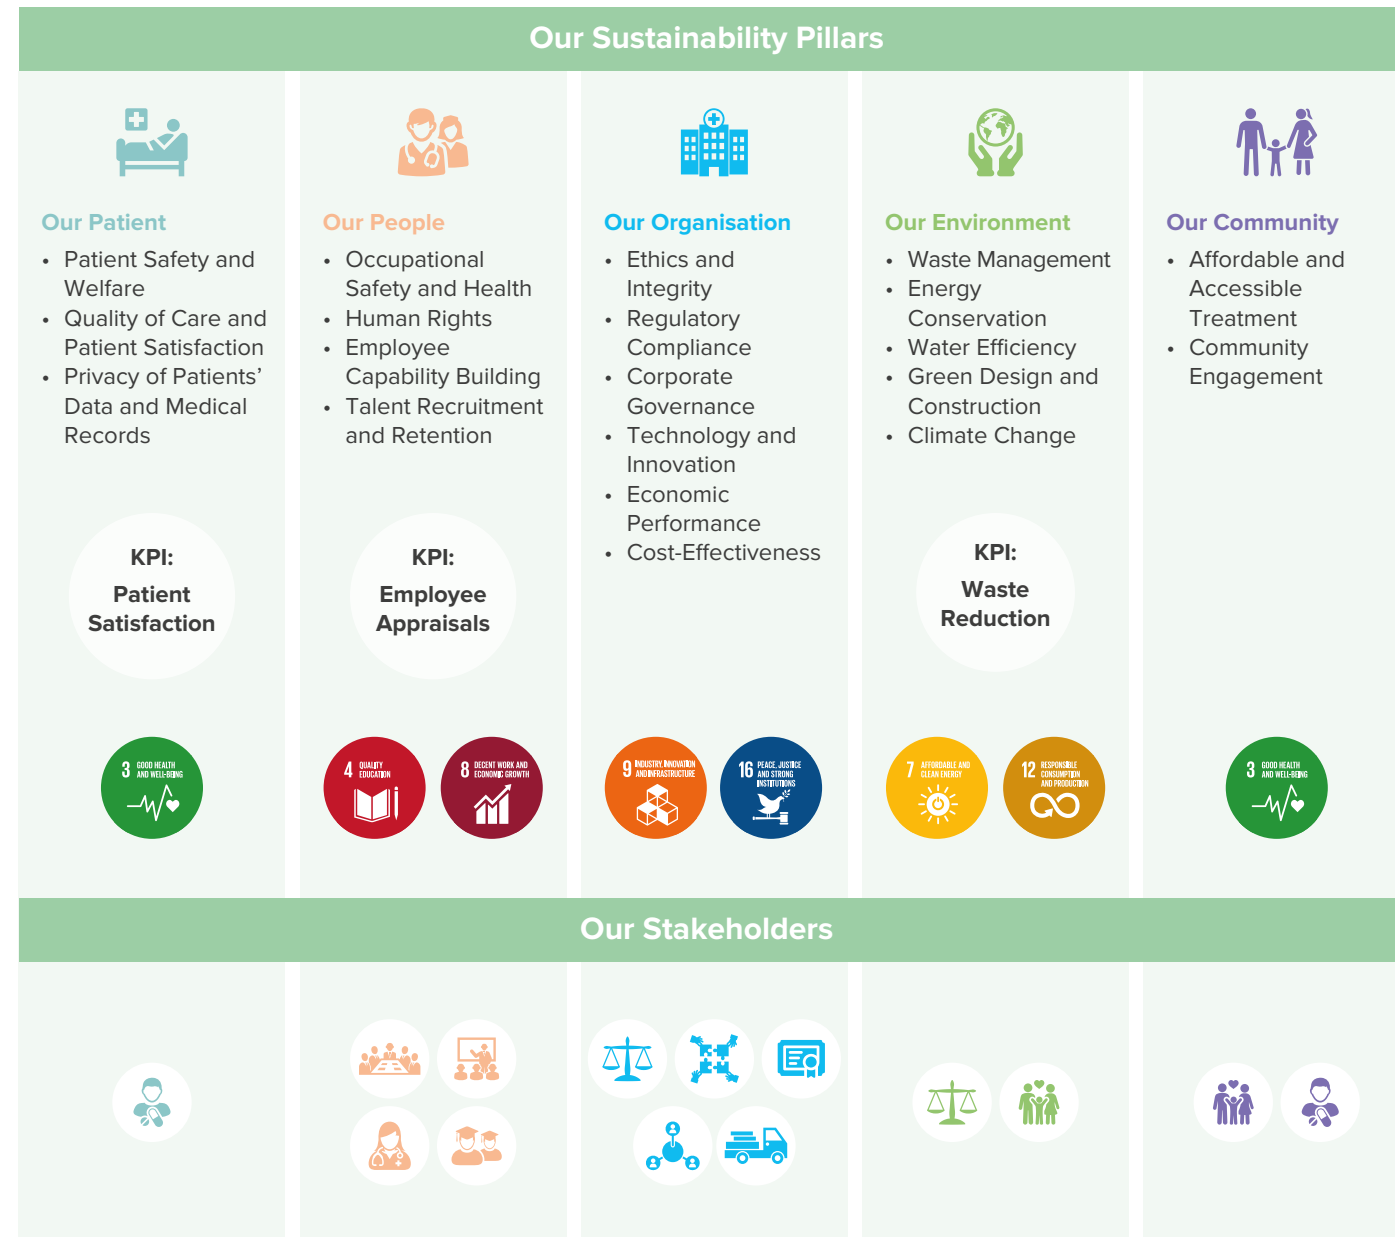 Our Sustainability Pillars
Our Patient
• Patient Safety and
Welfare
• Quality of Care and
Patient Satisfaction
• Privacy of Patients’
Data and Medical
Records
KPI:
Patient
Satisfaction
3 GOOD HEALTH
AND WELL-BEING
Our People
• Occupational
Safety and Health
• Human Rights
• Employee
Capability Building
• Talent Recruitment
and Retention
KPI:
Employee
Appraisals
4 QUALITY
EDUCATION
8 DECENT WORK AND
ECONOMIC GROWTH
Our Organisation
• Ethics and
Integrity
• Regulatory
Compliance
• Corporate
Governance
• Technology and
Innovation
• Economic
Performance
• Cost-Effectiveness
9 INDUSTRY, INNOVATION
AND INFRASTRUCTURE
16 PEACE, JUSTICE
AND STRONG
INSTITUTIONS
Our Environment
• Waste Management
• Energy
Conservation
• Water Efficiency
• Green Design and
Construction
• Climate Change
KPI:
Waste
Reduction
7 AFFORDABLE AND
CLEAN ENERGY
12 RESPONSIBLE
CONSUMPTION
AND PRODUCTION
Our Community
• Affordable and
Accessible
Treatment
• Community
Engagement
3 GOOD HEALTH
AND WELL-BEING
Our Stakeholders